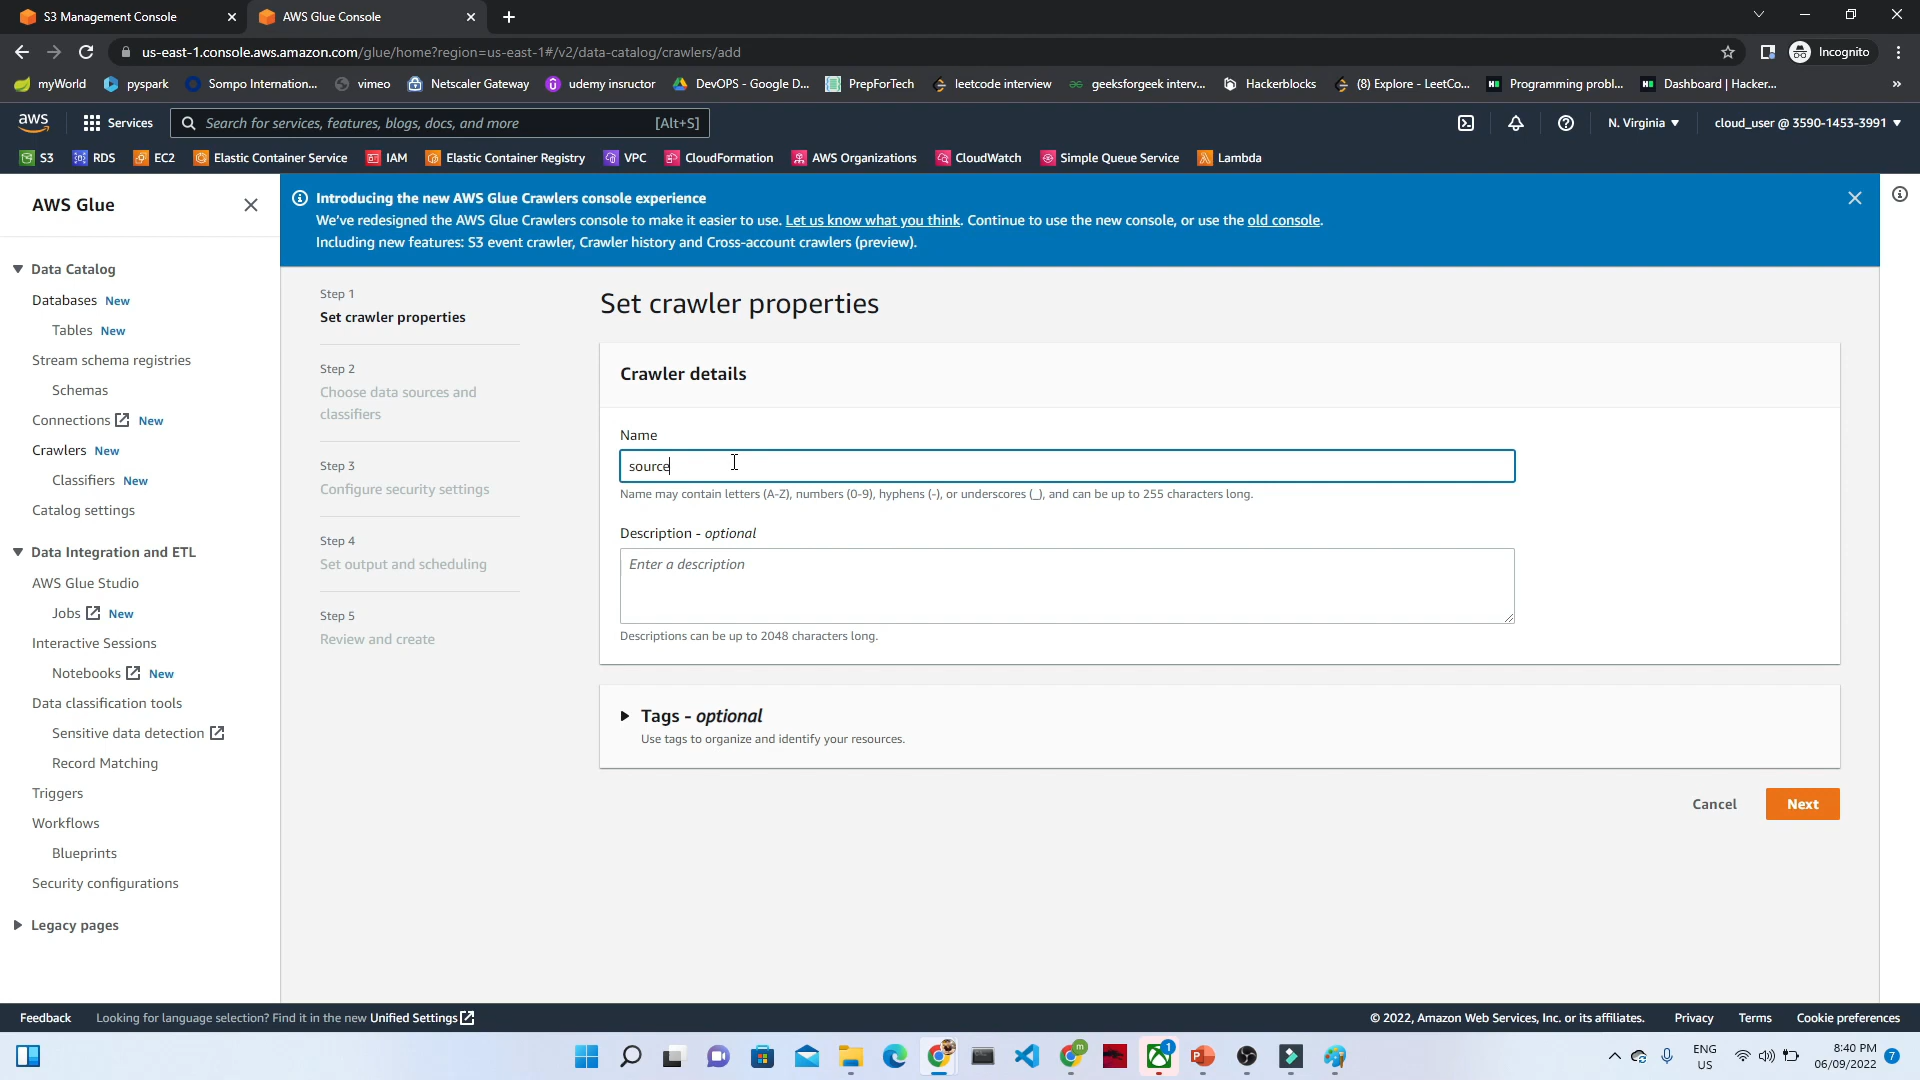 S3 Management Console
AWS Glue Console
us-east-1.console.aws.amazon.com/glue/home?region=us-east-1#/v2/data-catalog/crawlers/add
Incognito
myWorld
pyspark
Sompo Internation...
vimeo
Netscaler Gateway
udemy insructor
DevOPS - Google D...
PrepForTech
leetcode interview
geeksforgeek interv...
Hackerblocks
(8) Explore - LeetCo...
Programming probl...
Dashboard | Hacker...
»
aws
Services
Search for services, features, blogs, docs, and more
[Alt+S]
N. Virginia
cloud_user @ 3590-1453-3991
S3
RDS
EC2
Elastic Container Service
IAM
Elastic Container Registry
VPC
CloudFormation
AWS Organizations
CloudWatch
Simple Queue Service
Lambda
AWS Glue
Data Catalog
Databases New
Tables New
Stream schema registries
Schemas
Connections New
Crawlers New
Classifiers New
Catalog settings
Data Integration and ETL
AWS Glue Studio
Jobs New
Interactive Sessions
Notebooks New
Data classification tools
Sensitive data detection
Record Matching
Triggers
Workflows
Blueprints
Security configurations
Legacy pages
Introducing the new AWS Glue Crawlers console experience
We've redesigned the AWS Glue Crawlers console to make it easier to use. Let us know what you think. Continue to use the new console, or use the old console.
Including new features: S3 event crawler, Crawler history and Cross-account crawlers (preview).
Step 1
Set crawler properties
Step 2
Choose data sources and
classifiers
Step 3
Configure security settings
Step 4
Set output and scheduling
Step 5
Review and create
Set crawler properties
Crawler details
Name
source
Name may contain letters (A-Z), numbers (0-9), hyphens (-), or underscores (_), and can be up to 255 characters long.
Description - optional
Enter a description
Descriptions can be up to 2048 characters long.
Tags - optional
Use tags to organize and identify your resources.
Cancel
Next
Feedback
Looking for language selection? Find it in the new Unified Settings
© 2022, Amazon Web Services, Inc. or its affiliates.
Privacy
Terms
Cookie preferences
m
1
ENG
US
8:40 PM
06/09/2022
7